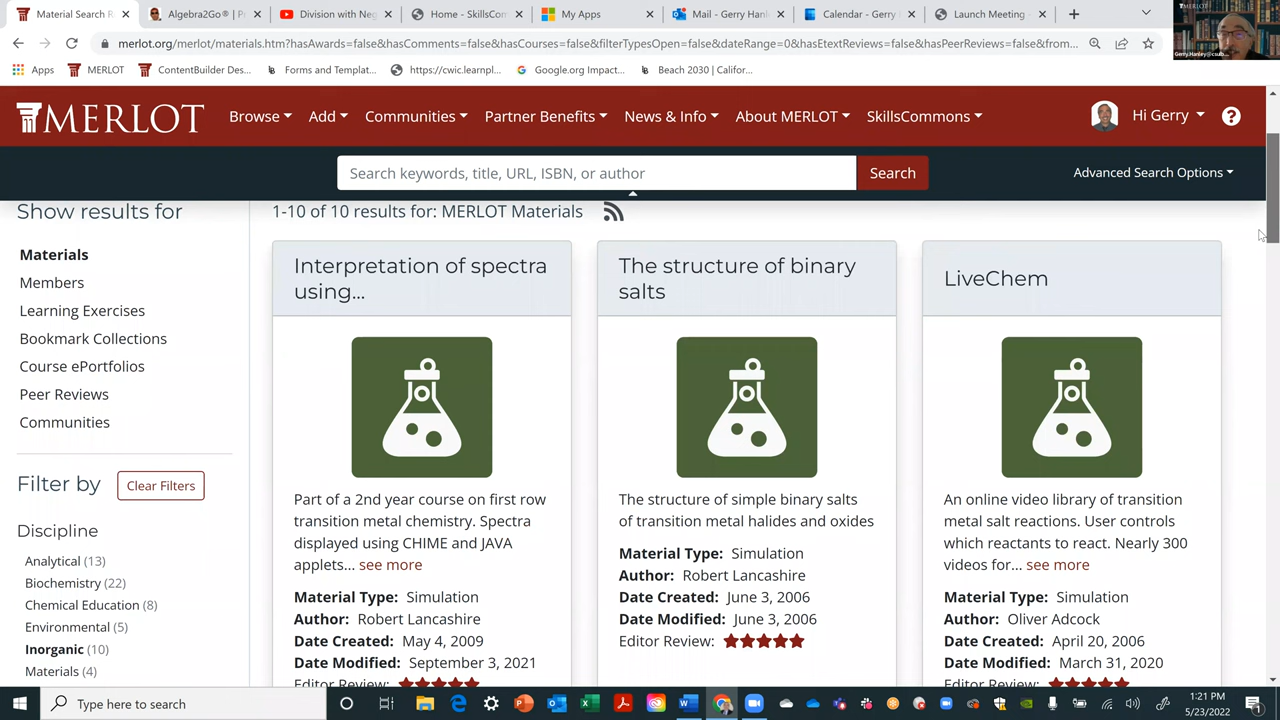 Material Search R
Algebra2Go® | P
Division with Neg
Home - SkillsCom
My Apps
Mail - Gerry Hanl
Calendar - Gerry
Launch Meeting -
merlot.org/merlot/materials.htm?hasAwards=false&hasComments=false&hasCourses=false&filterTypesOpen=false&dateRange=0&hasEtextReviews=false&hasPeerReviews=false&from...
Apps
MERLOT
ContentBuilder Des...
Forms and Templat...
https://cwic.learnpi...
Google.org Impact...
Beach 2030 | Califor...
MERLOT
Gerry.Hanley@csulb...
MERLOT
Browse
Add
Communities
Partner Benefits
News & Info
About MERLOT
SkillsCommons
Hi Gerry
?
Search keywords, title, URL, ISBN, or author
Search
Advanced Search Options
Show results for
Materials
Members
Learning Exercises
Bookmark Collections
Course ePortfolios
Peer Reviews
Communities
Filter by
Clear Filters
Discipline
Analytical (13)
Biochemistry (22)
Chemical Education (8)
Environmental (5)
Inorganic (10)
Materials (4)
1-10 of 10 results for: MERLOT Materials
Interpretation of spectra
using...
Part of a 2nd year course on first row
transition metal chemistry. Spectra
displayed using CHIME and JAVA
applets... see more
Material Type: Simulation
Author: Robert Lancashire
Date Created: May 4, 2009
Date Modified: September 3, 2021
Editor Review:
The structure of binary
salts
The structure of simple binary salts
of transition metal halides and oxides
Material Type: Simulation
Author: Robert Lancashire
Date Created: June 3, 2006
Date Modified: June 3, 2006
Editor Review:
LiveChem
An online video library of transition
metal salt reactions. User controls
which reactants to react. Nearly 300
videos for... see more
Material Type: Simulation
Author: Oliver Adcock
Date Created: April 20, 2006
Date Modified: March 31, 2020
Editor Review:
Type here to search
1:21 PM
5/23/2022